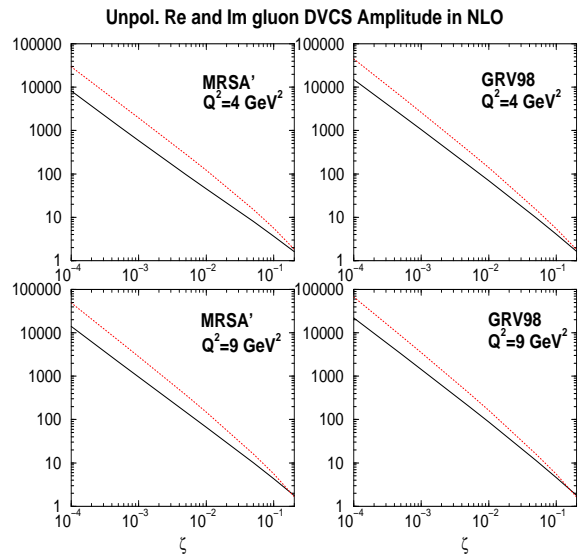 Unpol. Re and Im gluon DVCS Amplitude in NLO
100000
10000
1000
100
10
1
10⁻⁴ 10⁻³ 10⁻² 10⁻¹
MRSA'
Q²=4 GeV²
100000
10000
1000
100
10
1
10⁻⁴ 10⁻³ 10⁻² 10⁻¹
GRV98
Q²=4 GeV²
100000
10000
1000
100
10
1
10⁻⁴ 10⁻³ 10⁻² 10⁻¹
ζ
MRSA'
Q²=9 GeV²
100000
10000
1000
100
10
1
10⁻⁴ 10⁻³ 10⁻² 10⁻¹
ζ
GRV98
Q²=9 GeV²